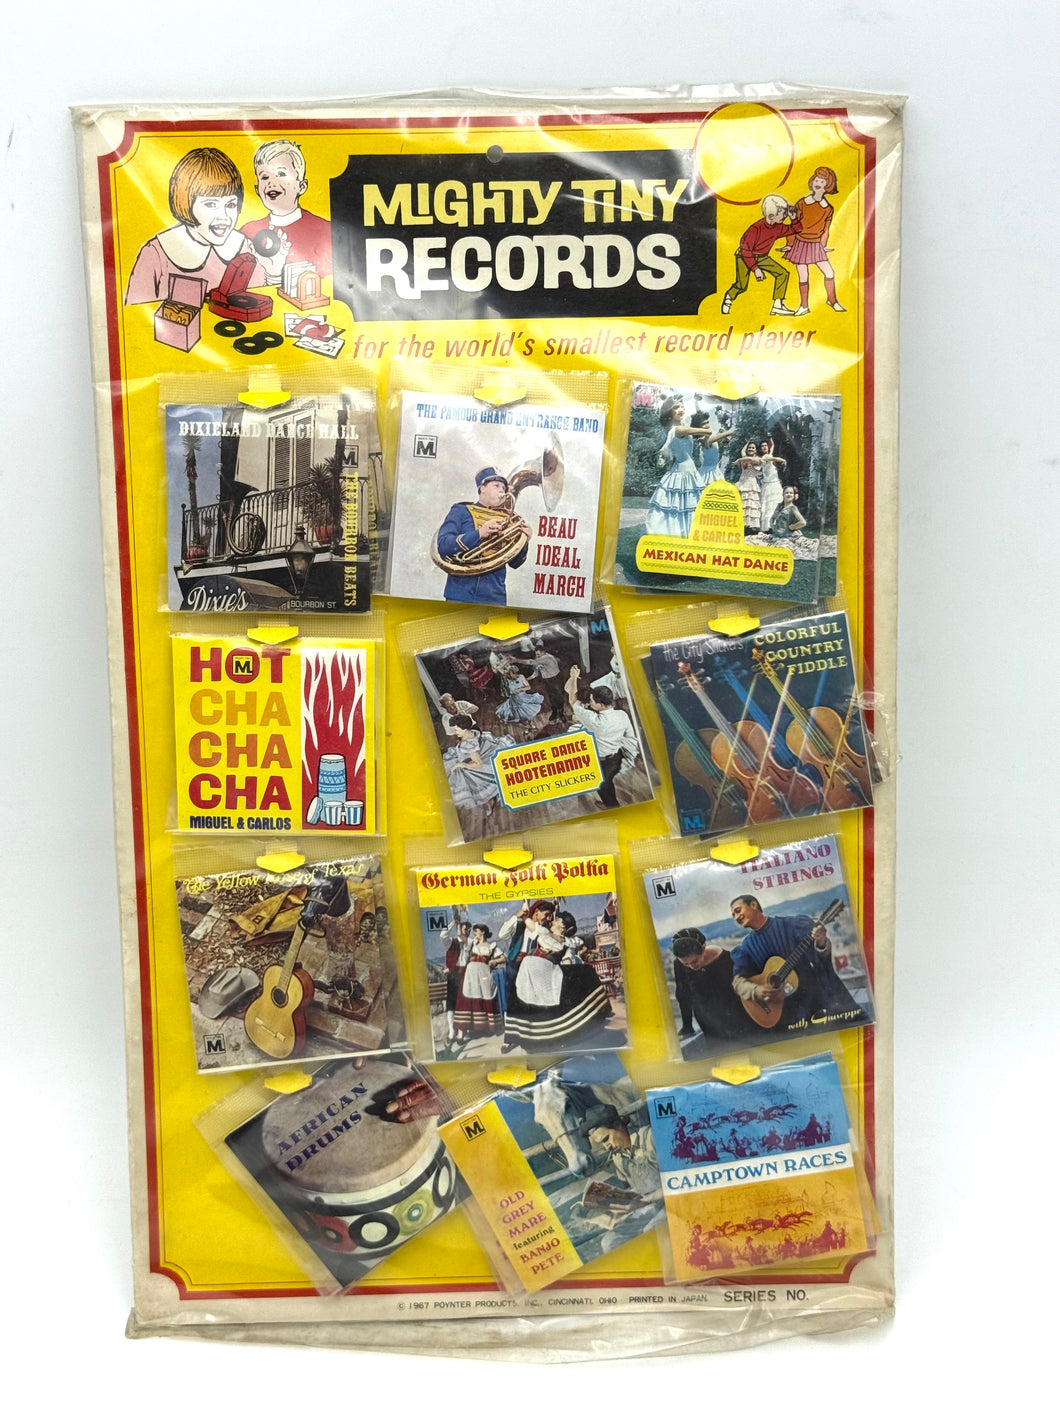 MIGHTY TINY
RECORDS
for the world's smallest record player
DIXIELAND DANCE HALL
M
THE BOURBON BEATS
Dixie's
BOURBON ST.
THE FAMOUS GRAND ENTRANCE BAND
M
BEAU
IDEAL
MARCH
M
MIGUEL
& CARLOS
MEXICAN HAT DANCE
HOT
M
CHA
CHA
CHA
MIGUEL & CARLOS
M
SQUARE DANCE
HOOTENANNY
THE CITY SLICKERS
the City Slickers
COLORFUL
COUNTRY
FIDDLE
M
The Yellow Rose of Texas
M
German Folk Polka
THE GYPSIES
M
ITALIANO
STRINGS
M
with Giuseppe
AFRICAN
DRUMS
M
OLD
GREY
MARE
featuring
BANJO
PETE
M
CAMPTOWN RACES
© 1967 POYNTER PRODUCTS, INC., CINCINNATI, OHIO PRINTED IN JAPAN. SERIES NO.